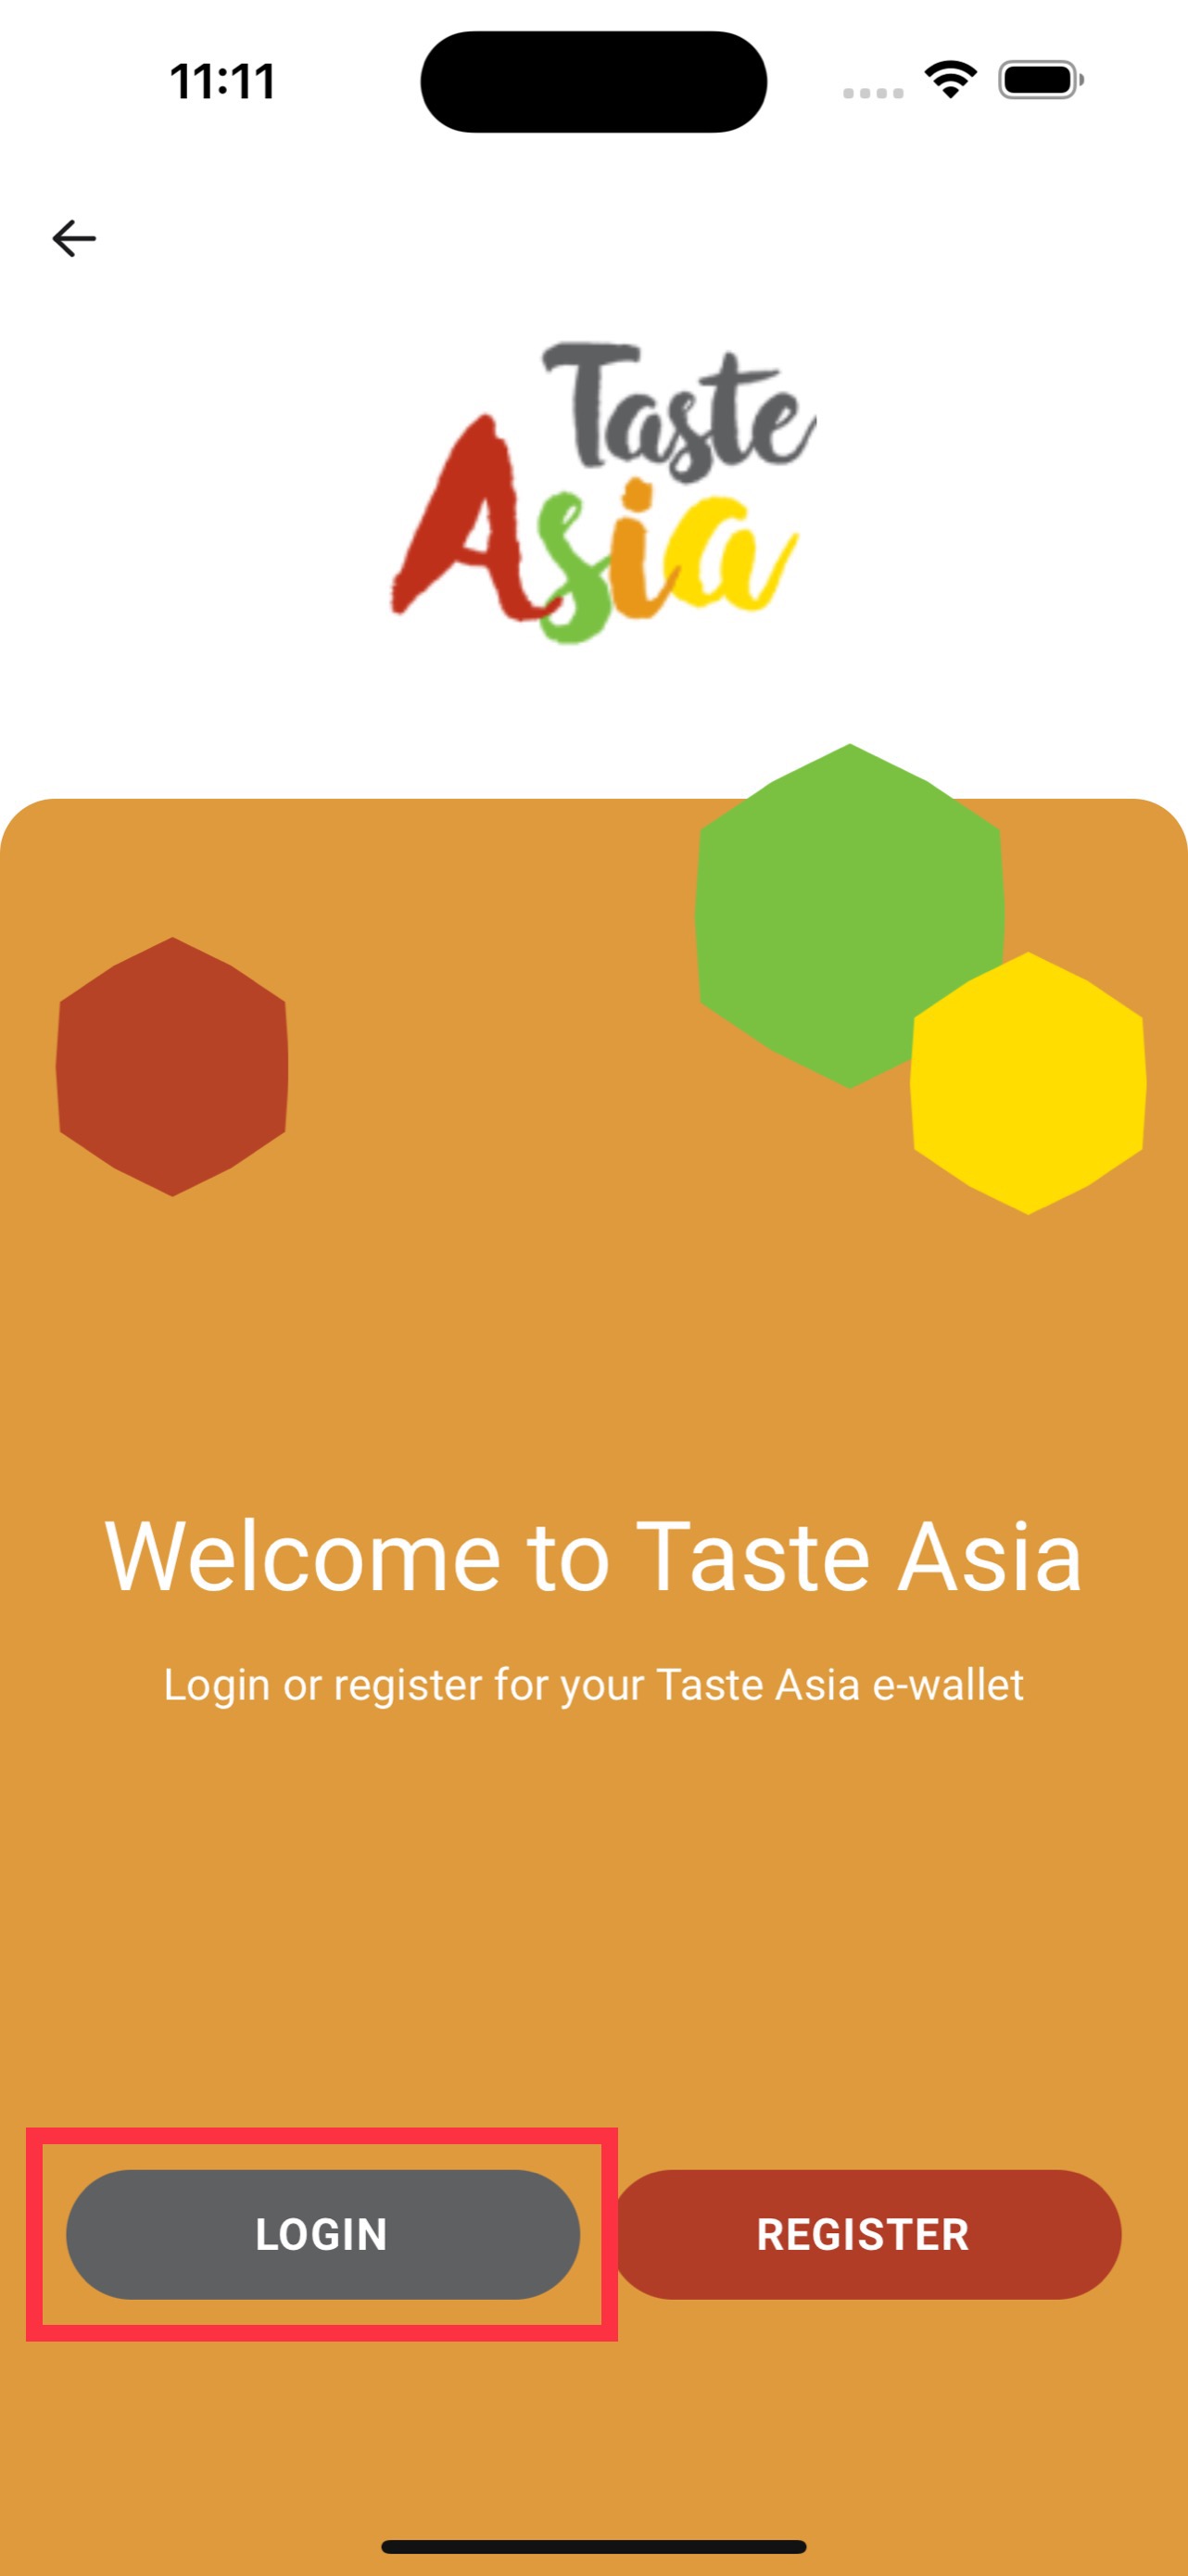 11:11
Taste
Asia
Welcome to Taste Asia
Login or register for your Taste Asia e-wallet
LOGIN
REGISTER